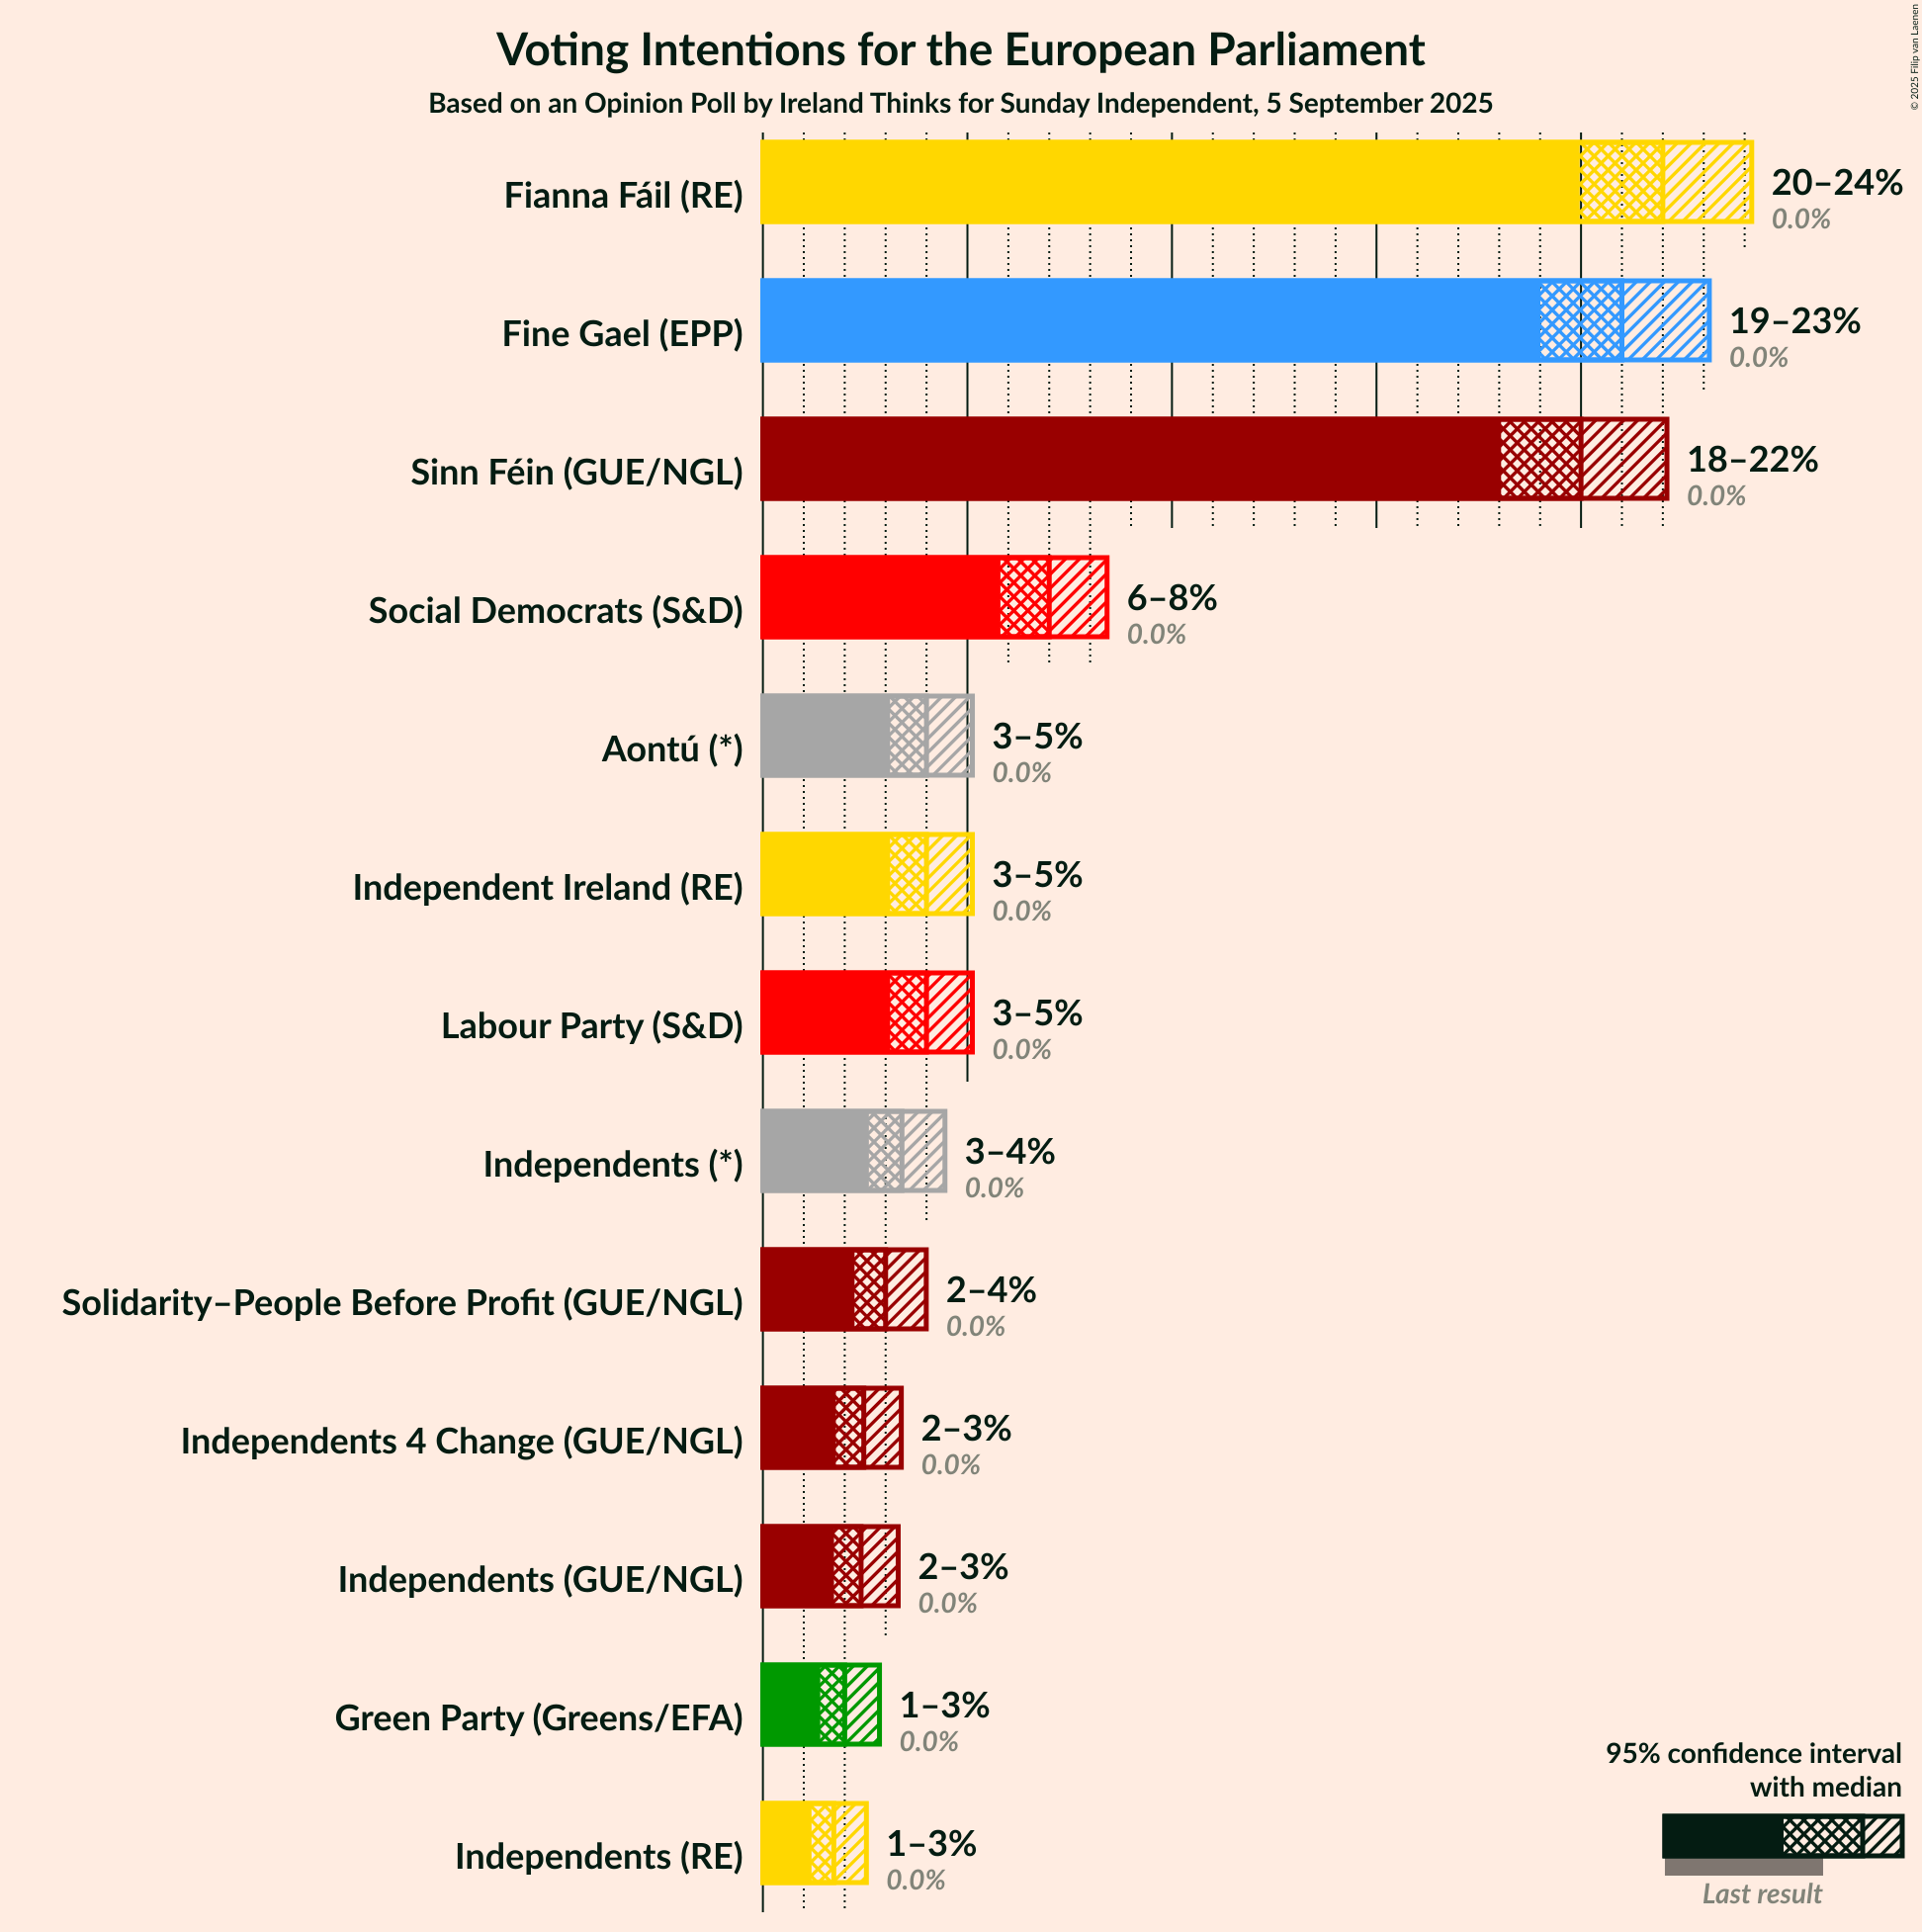 Voting Intentions for the European Parliament
Based on an Opinion Poll by Ireland Thinks for Sunday Independent, 5 September 2025
© 2025 Filip van Laenen
Fianna Fáil (RE)
20–24%
0.0%
Fine Gael (EPP)
19–23%
0.0%
Sinn Féin (GUE/NGL)
18–22%
0.0%
Social Democrats (S&D)
6–8%
0.0%
Aontú (*)
3–5%
0.0%
Independent Ireland (RE)
3–5%
0.0%
Labour Party (S&D)
3–5%
0.0%
Independents (*)
3–4%
0.0%
Solidarity–People Before Profit (GUE/NGL)
2–4%
0.0%
Independents 4 Change (GUE/NGL)
2–3%
0.0%
Independents (GUE/NGL)
2–3%
0.0%
Green Party (Greens/EFA)
1–3%
0.0%
Independents (RE)
1–3%
0.0%
95% confidence interval
with median
Last result